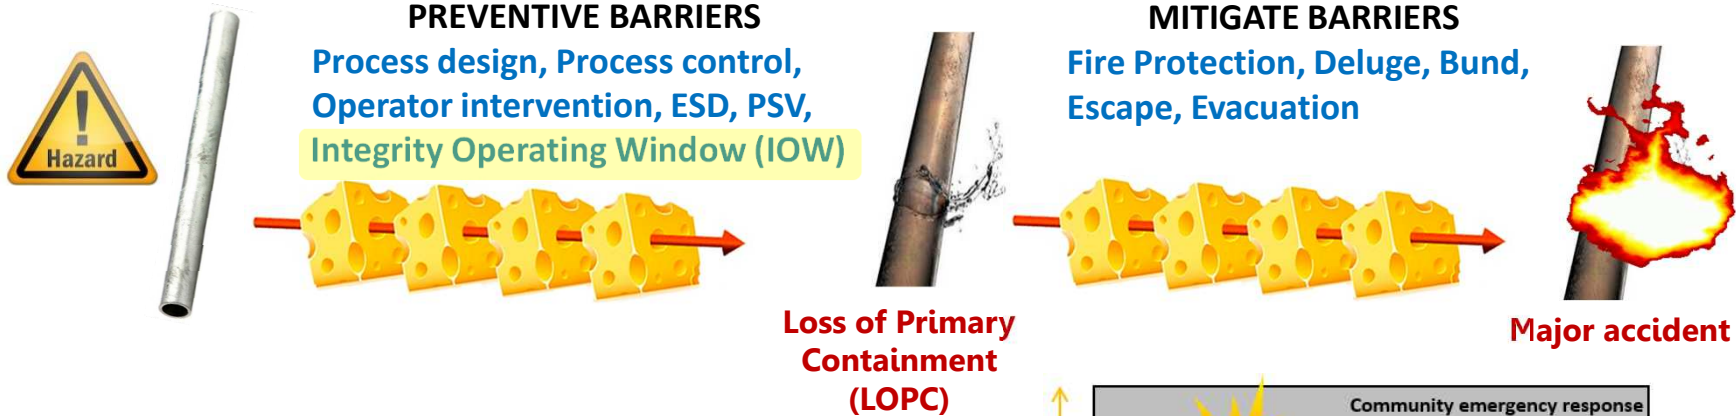 PREVENTIVE BARRIERS
Process design, Process control,
Operator intervention, ESD, PSV,
Integrity Operating Window (IOW)
Hazard
Loss of Primary
Containment
(LOPC)
MITIGATE BARRIERS
Fire Protection, Deluge, Bund,
Escape, Evacuation
Major accident
Community emergency response